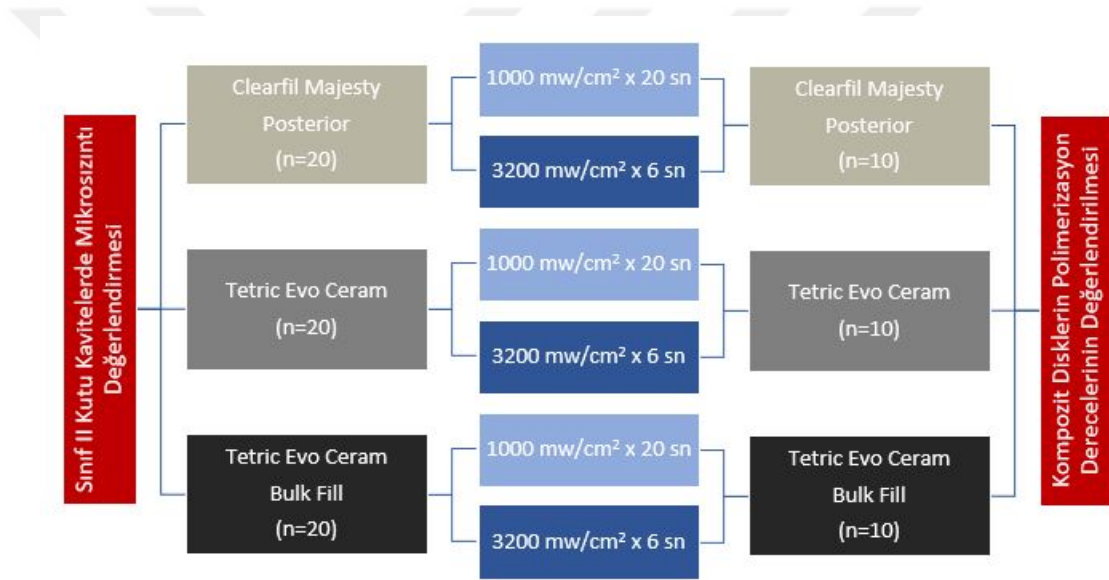 Sınıf II Kutu Kavitelerde Mikrosızıntı
Değerlendirmesi
Clearfil Majesty
Posterior
(n=20)
1000 mw/cm² x 20 sn
3200 mw/cm² x 6 sn
Clearfil Majesty
Posterior
(n=10)
Tetric Evo Ceram
(n=20)
1000 mw/cm² x 20 sn
3200 mw/cm² x 6 sn
Tetric Evo Ceram
(n=10)
Tetric Evo Ceram
Bulk Fill
(n=20)
1000 mw/cm² x 20 sn
3200 mw/cm² x 6 sn
Tetric Evo Ceram
Bulk Fill
(n=10)
Kompozit Disklerin Polimerizasyon
Derecelerinin Değerlendirilmesi